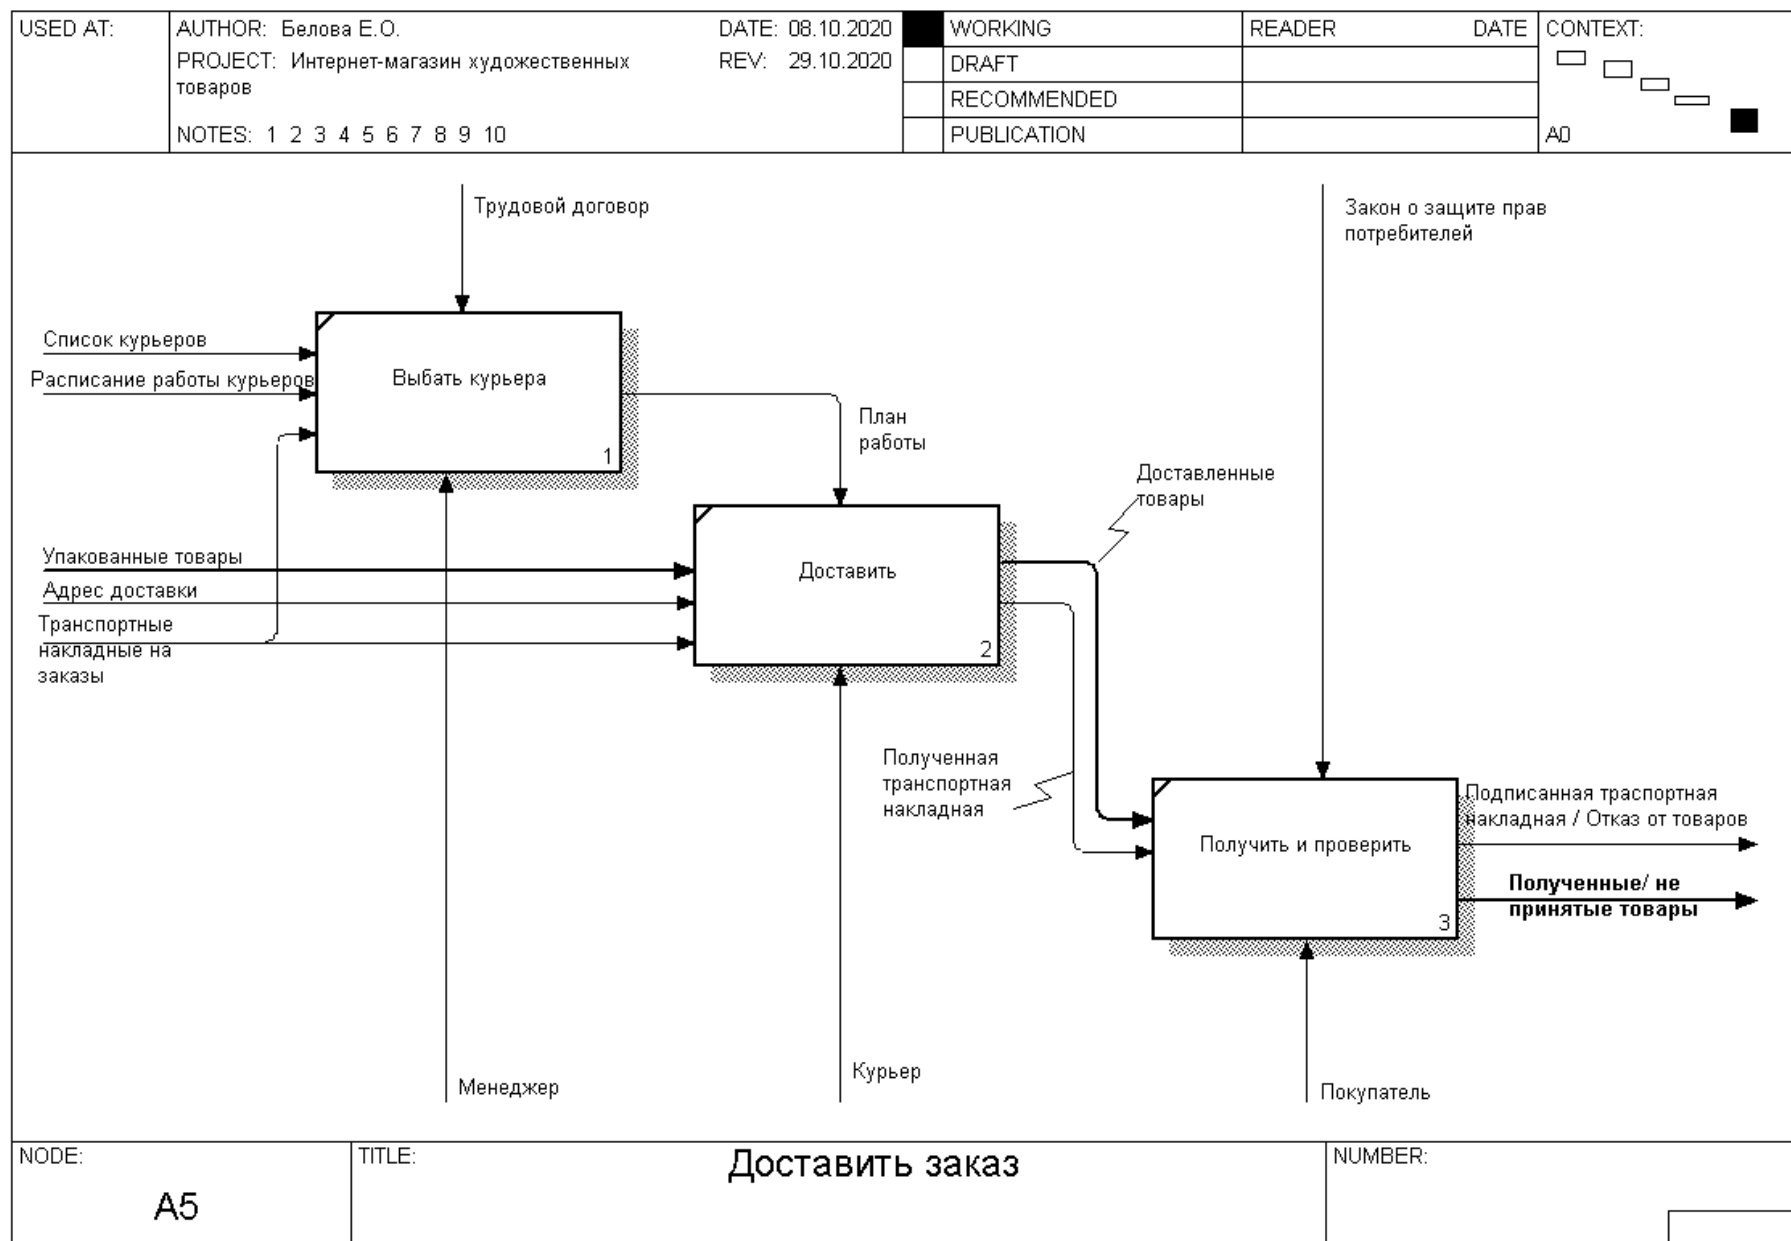 USED AT:
AUTHOR: Белова Е.О.
DATE: 08.10.2020
PROJECT: Интернет-магазин художественных
товаров
REV: 29.10.2020
NOTES: 1 2 3 4 5 6 7 8 9 10
WORKING
DRAFT
RECOMMENDED
PUBLICATION
READER
DATE
CONTEXT:
A0
Трудовой договор
Закон о защите прав
потребителей
Список курьеров
Расписание работы курьеров
Выбать курьера
1
План
работы
Доставленные
товары
Упакованные товары
Адрес доставки
Транспортные
накладные на
заказы
Доставить
2
Полученная
транспортная
накладная
Получить и проверить
3
Подписанная траспортная
накладная / Отказ от товаров
Полученные/ не
принятые товары
Менеджер
Курьер
Покупатель
NODE:
A5
TITLE:
Доставить заказ
NUMBER: